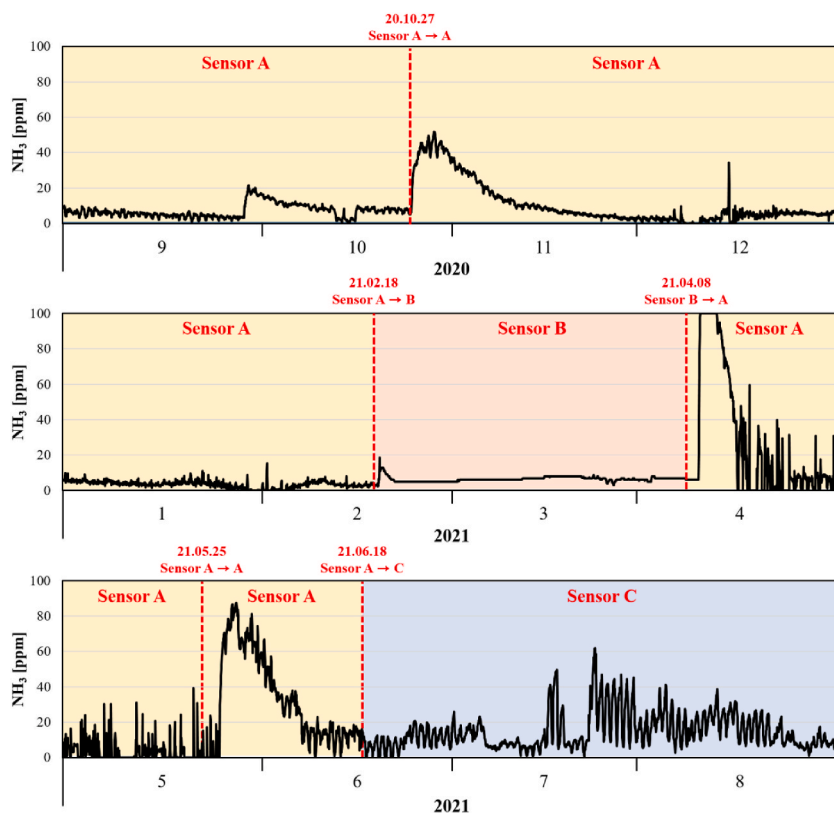 20.10.27
Sensor A → A
100
80
60
40
20
0
NH₃ [ppm]
Sensor A
Sensor A
9
10
11
12
2020
21.02.18
Sensor A → B
21.04.08
Sensor B → A
100
80
60
40
20
0
NH₃ [ppm]
Sensor A
Sensor B
Sensor A
1
2
3
4
2021
21.05.25
Sensor A → A
21.06.18
Sensor A → C
100
80
60
40
20
0
NH₃ [ppm]
Sensor A
Sensor A
Sensor C
5
6
7
8
2021